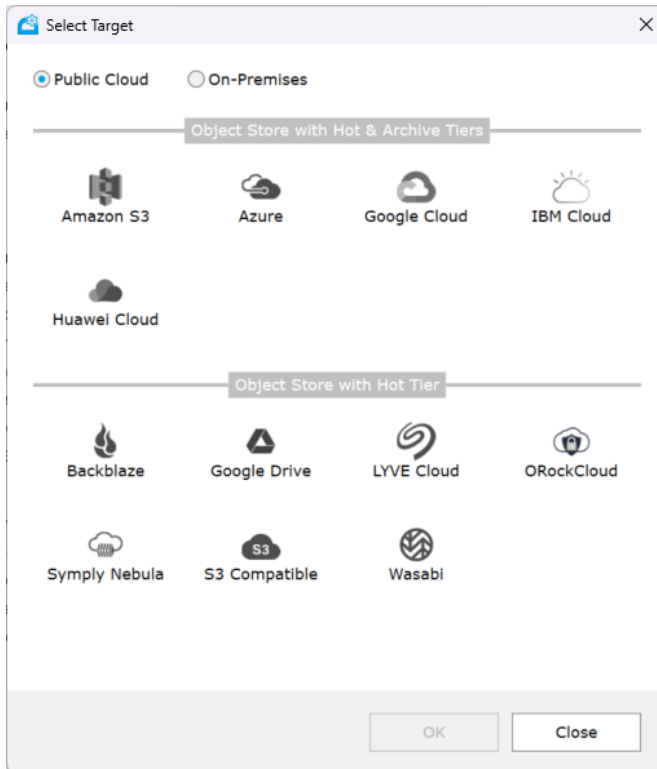 Select Target
Public Cloud On-Premises
Object Store with Hot & Archive Tiers
Amazon S3 Azure Google Cloud IBM Cloud
Huawei Cloud
Object Store with Hot Tier
Backblaze Google Drive LYVE Cloud ORockCloud
S3
Symply Nebula S3 Compatible Wasabi
OK Close